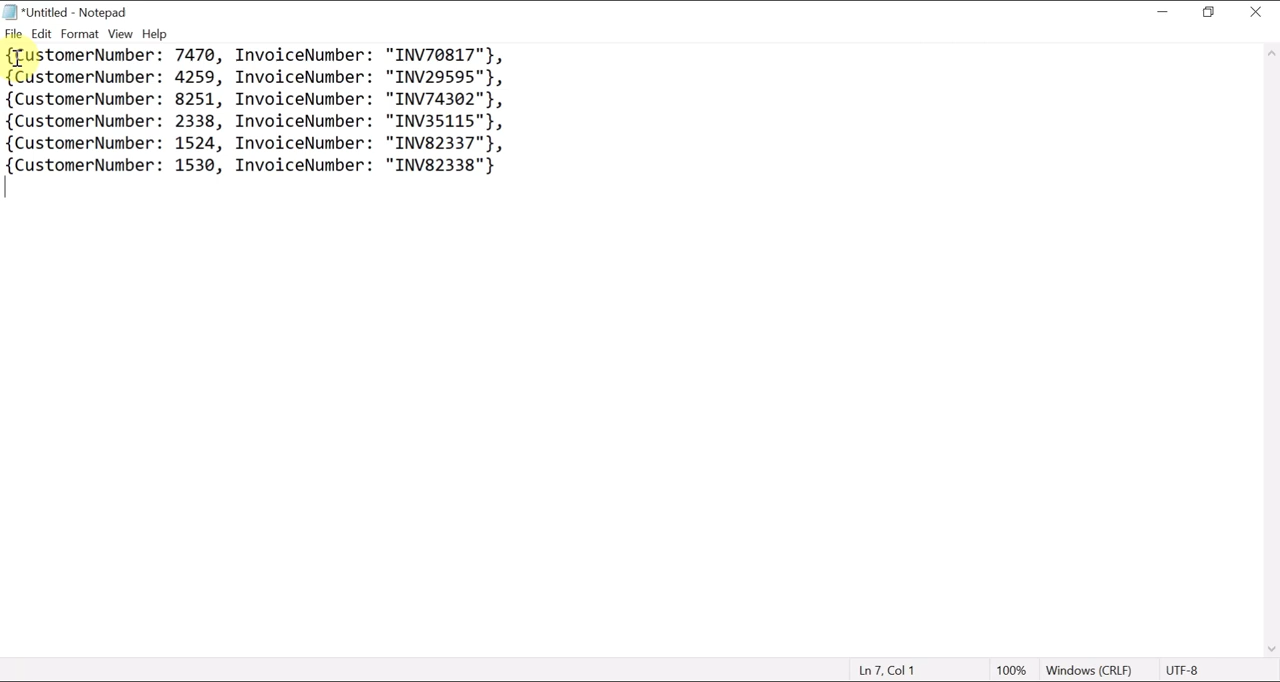 *Untitled - Notepad
File Edit Format View Help
{CustomerNumber: 7470, InvoiceNumber: "INV70817"},
{CustomerNumber: 4259, InvoiceNumber: "INV29595"},
{CustomerNumber: 8251, InvoiceNumber: "INV74302"},
{CustomerNumber: 2338, InvoiceNumber: "INV35115"},
{CustomerNumber: 1524, InvoiceNumber: "INV82337"},
{CustomerNumber: 1530, InvoiceNumber: "INV82338"}
Ln 7, Col 1 100% Windows (CRLF) UTF-8